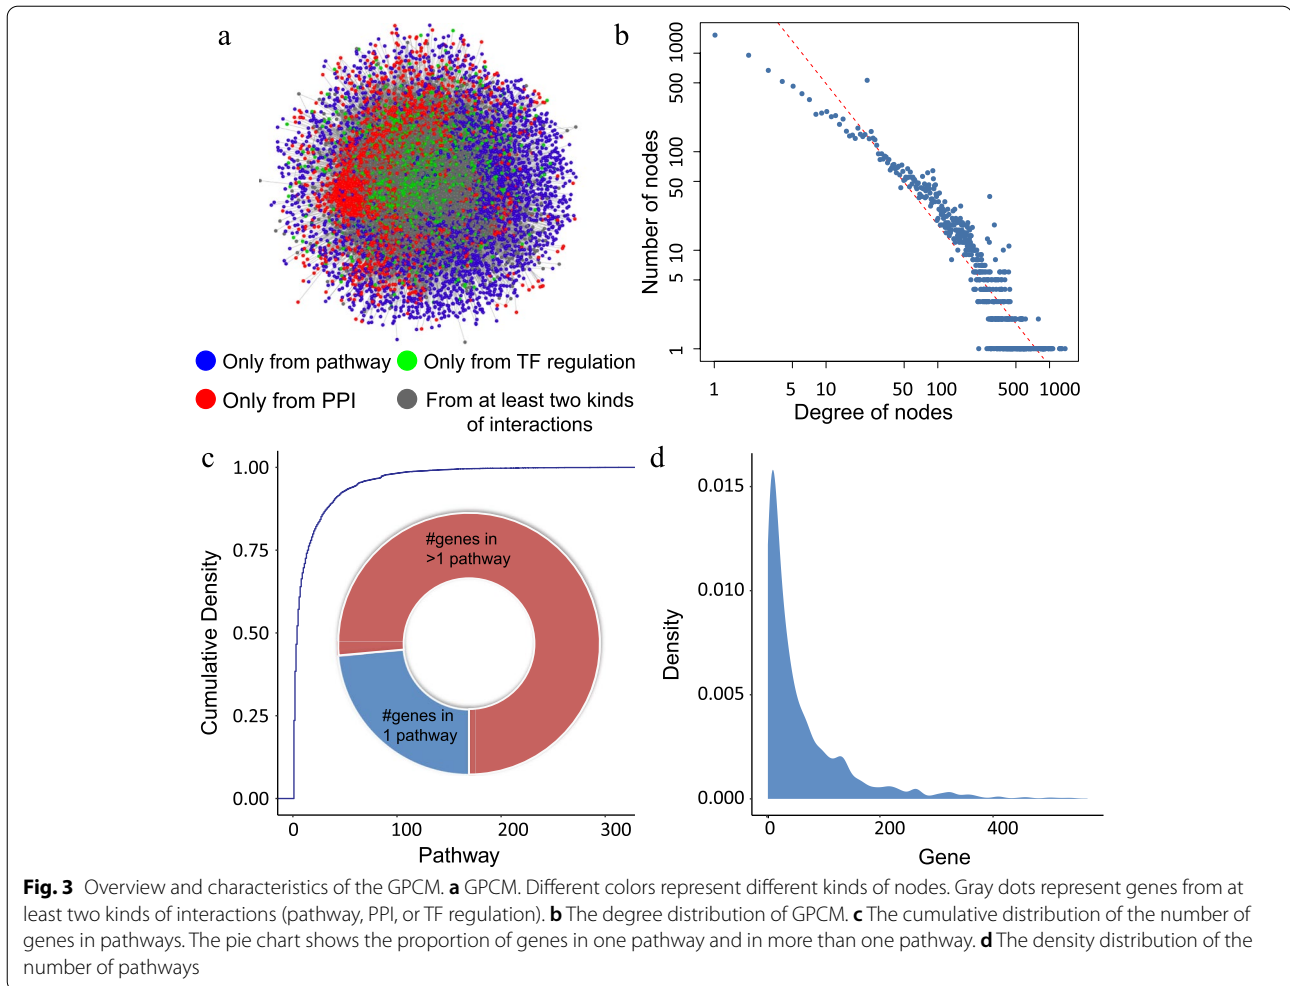 a
Only from pathway
Only from TF regulation
Only from PPI
From at least two kinds
of interactions
b
Number of nodes
1000
500
100
50
10
5
1
1 5 10 50 100 500 1000
Degree of nodes
c
Cumulative Density
1.00
0.75
0.50
0.25
0.00
#genes in
>1 pathway
#genes in
1 pathway
0 100 200 300
Pathway
d
Density
0.015
0.010
0.005
0.000
0 200 400
Gene
Fig. 3 Overview and characteristics of the GPCM. a GPCM. Different colors represent different kinds of nodes. Gray dots represent genes from at
least two kinds of interactions (pathway, PPI, or TF regulation). b The degree distribution of GPCM. c The cumulative distribution of the number of
genes in pathways. The pie chart shows the proportion of genes in one pathway and in more than one pathway. d The density distribution of the
number of pathways